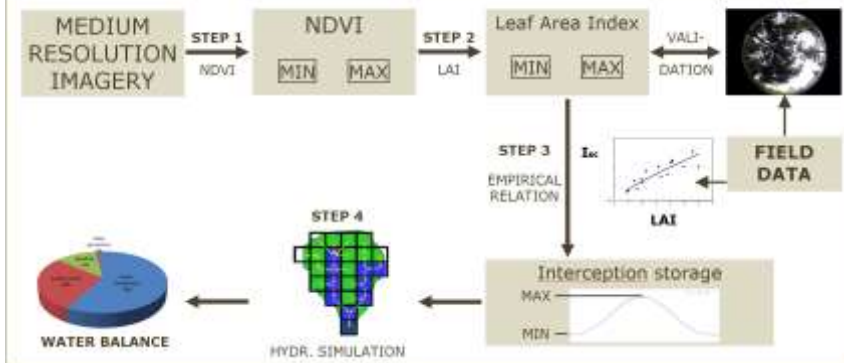 MEDIUM
RESOLUTION
IMAGERY
STEP 1
NDVI
NDVI
MIN MAX
STEP 2
LAI
Leaf Area Index
MIN MAX
VALI-
DATION
STEP 3
EMPIRICAL
RELATION
LAI
FIELD
DATA
STEP 4
HYDR. SIMULATION
Interception storage
MAX
MIN
WATER BALANCE